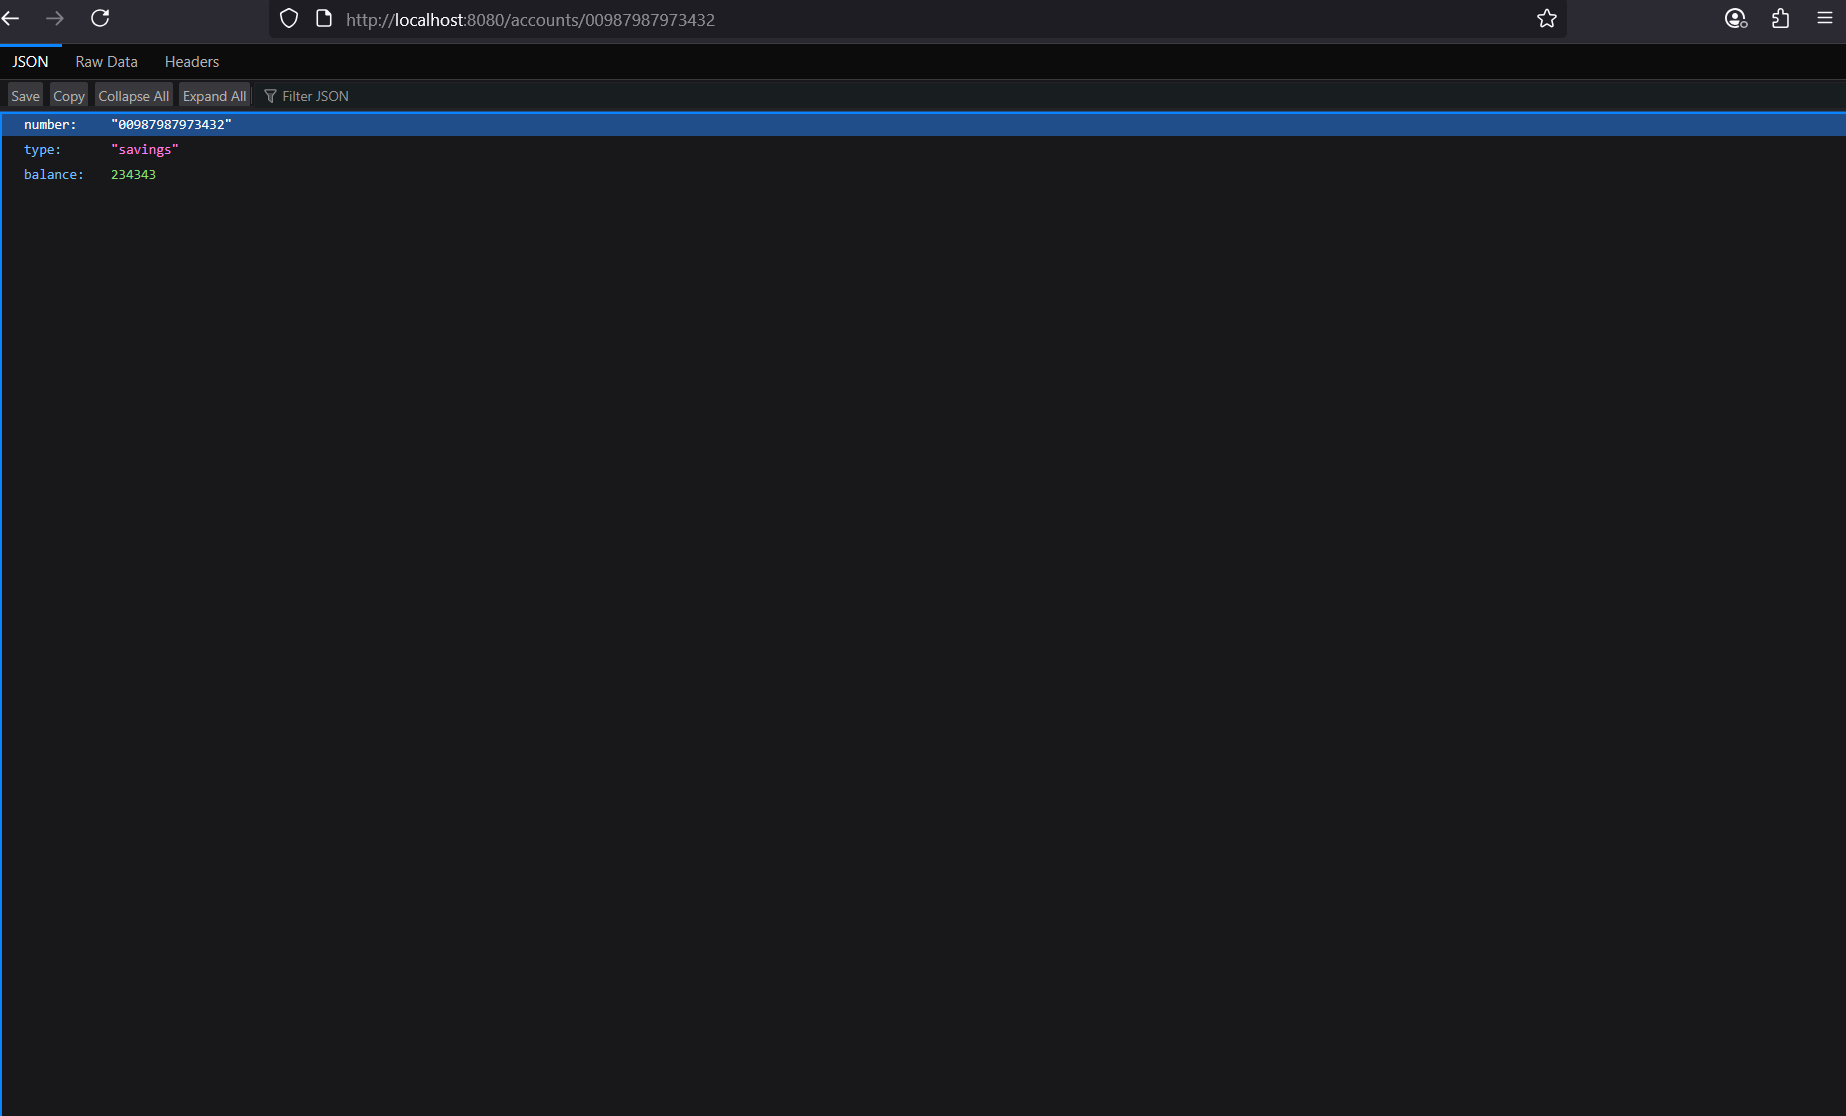 http://localhost:8080/accounts/00987987973432
JSON Raw Data Headers
Save Copy Collapse All Expand All Filter JSON
number: "00987987973432"
type: "savings"
balance: 234343